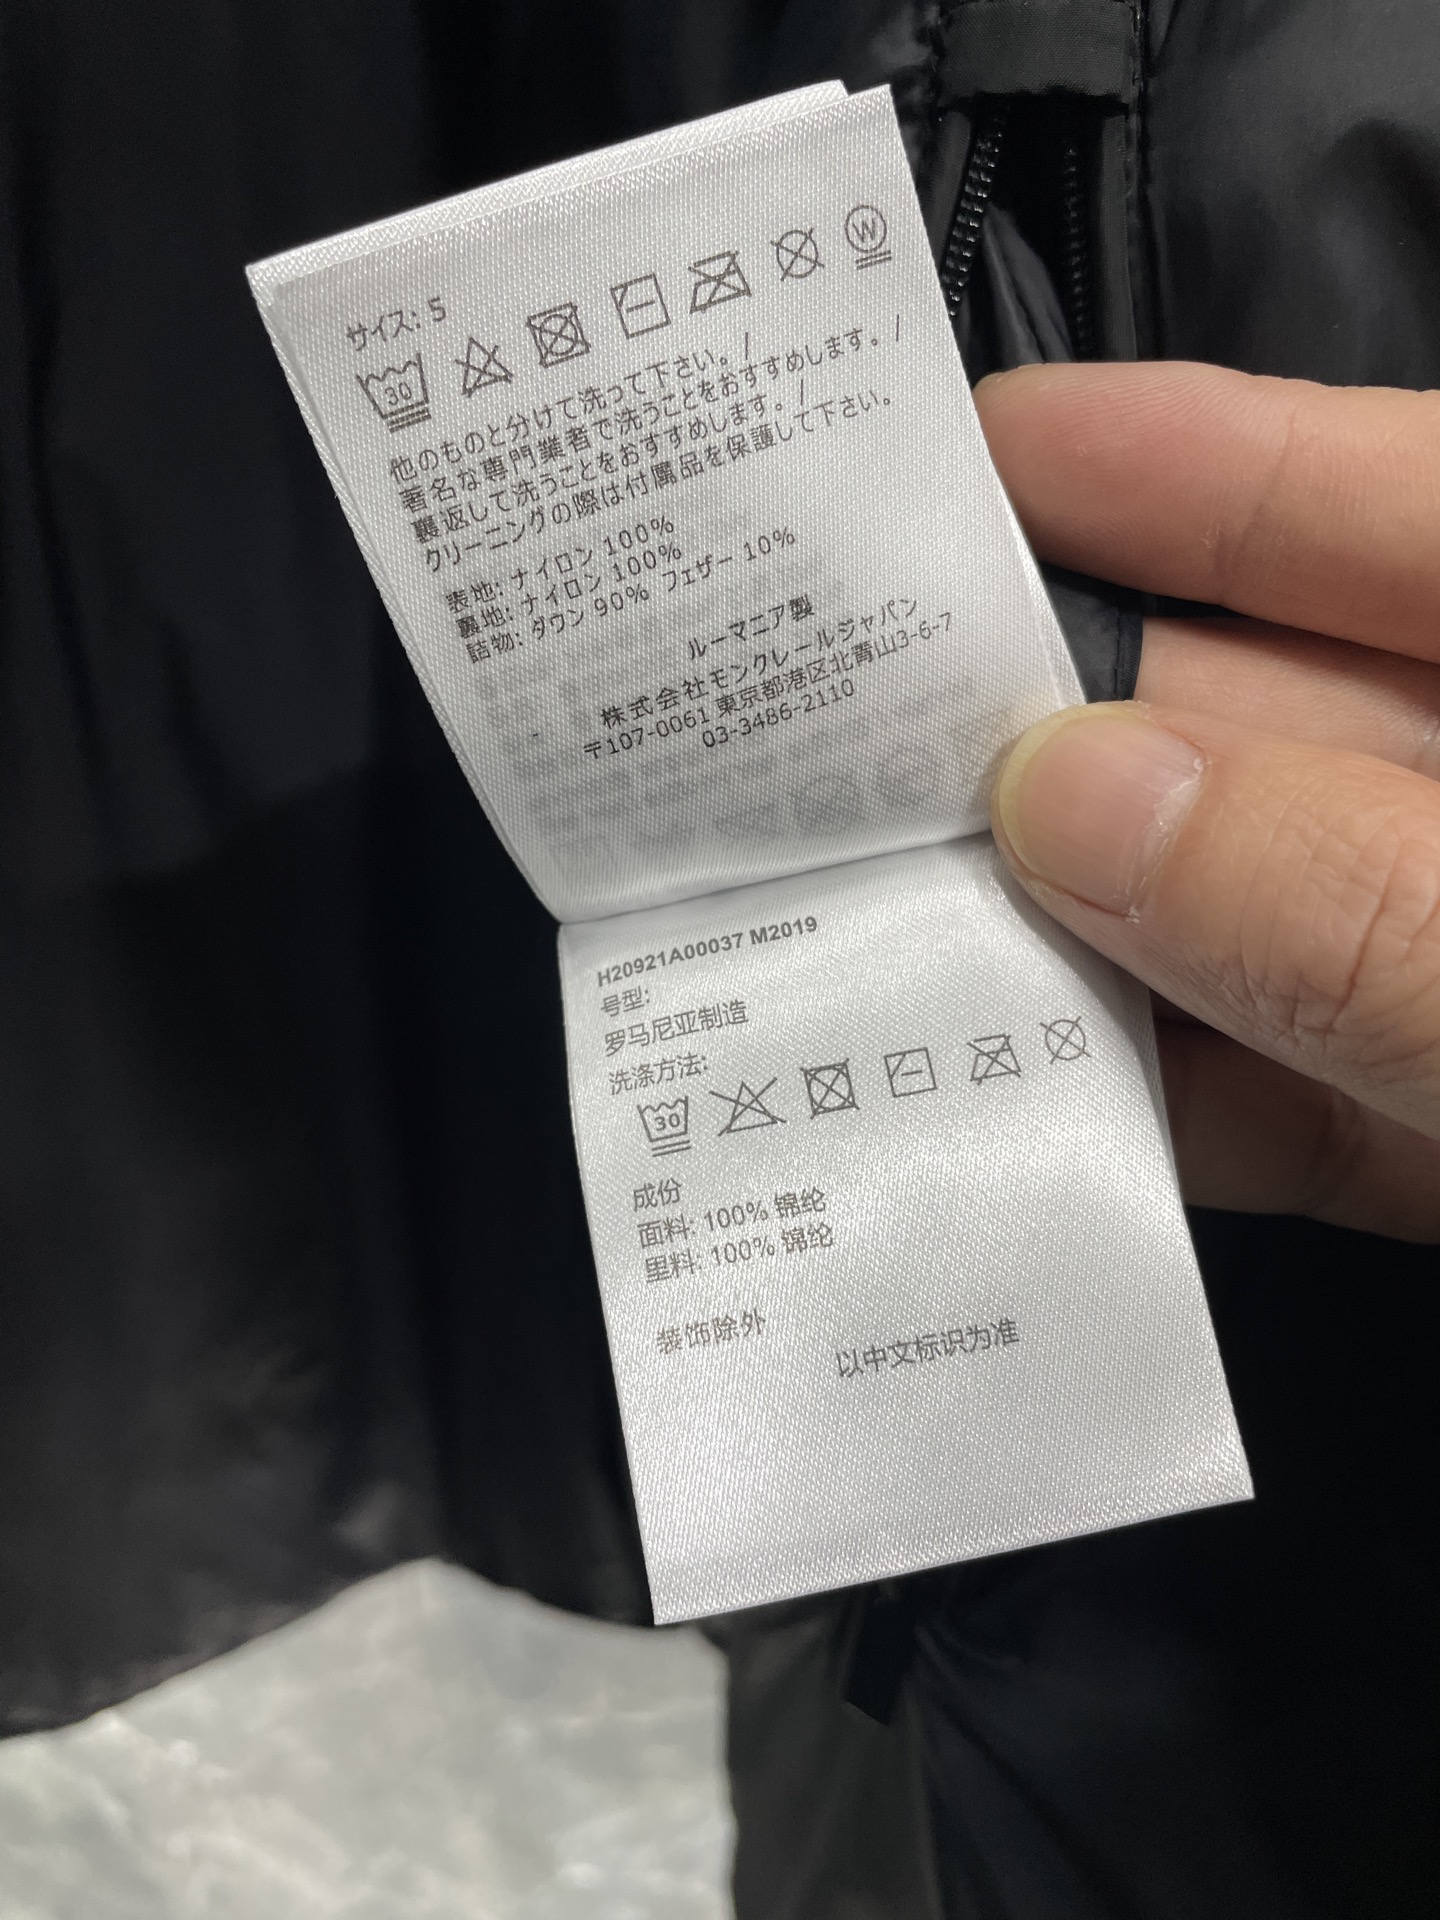 サイズ: 5
30
W
他のものと分けて洗って下さい。/
著名な専門業者で洗うことをおすすめします。/
裏返して洗うことをおすすめします。/
クリーニングの際は付属品を保護して下さい。
表地: ナイロン 100%
裏地: ナイロン 100%
詰物: ダウン 90% フェザー 10%
ルーマニア製
株式会社モンクレールジャパン
〒107-0061 東京都港区北青山3-6-7
03-3486-2110
H20921A00037 M2019
号型:
罗马尼亚制造
洗涤方法:
30
成份
面料: 100% 锦纶
里料: 100% 锦纶
装饰除外
以中文标识为准